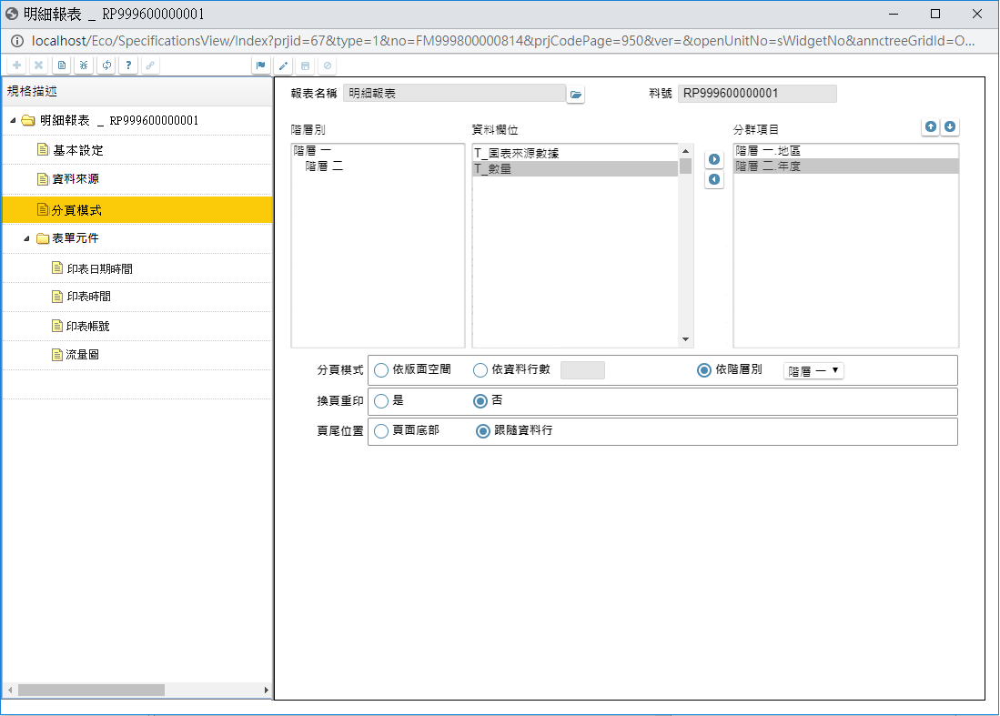 明細報表 _ RP999600000001
localhost/Eco/SpecificationsView/Index?prjid=67&type=1&no=FM999800000814&prjCodePage=950&ver=&openUnitNo=sWidgetNo&annctreeGridId=O...
規格描述
明細報表 _ RP999600000001
基本設定
資料來源
分頁模式
表單元件
印表日期時間
印表時間
印表帳號
流量圖
報表名稱 明細報表 料號 RP999600000001
階層別 資料欄位 分群項目
階層 一
階層 二
T_圖表來源數據
T_數量
階層 一.地區
階層 二.年度
分頁模式 依版面空間 依資料行數 依階層別 階層 一
換頁重印 是 否
頁尾位置 頁面底部 跟隨資料行